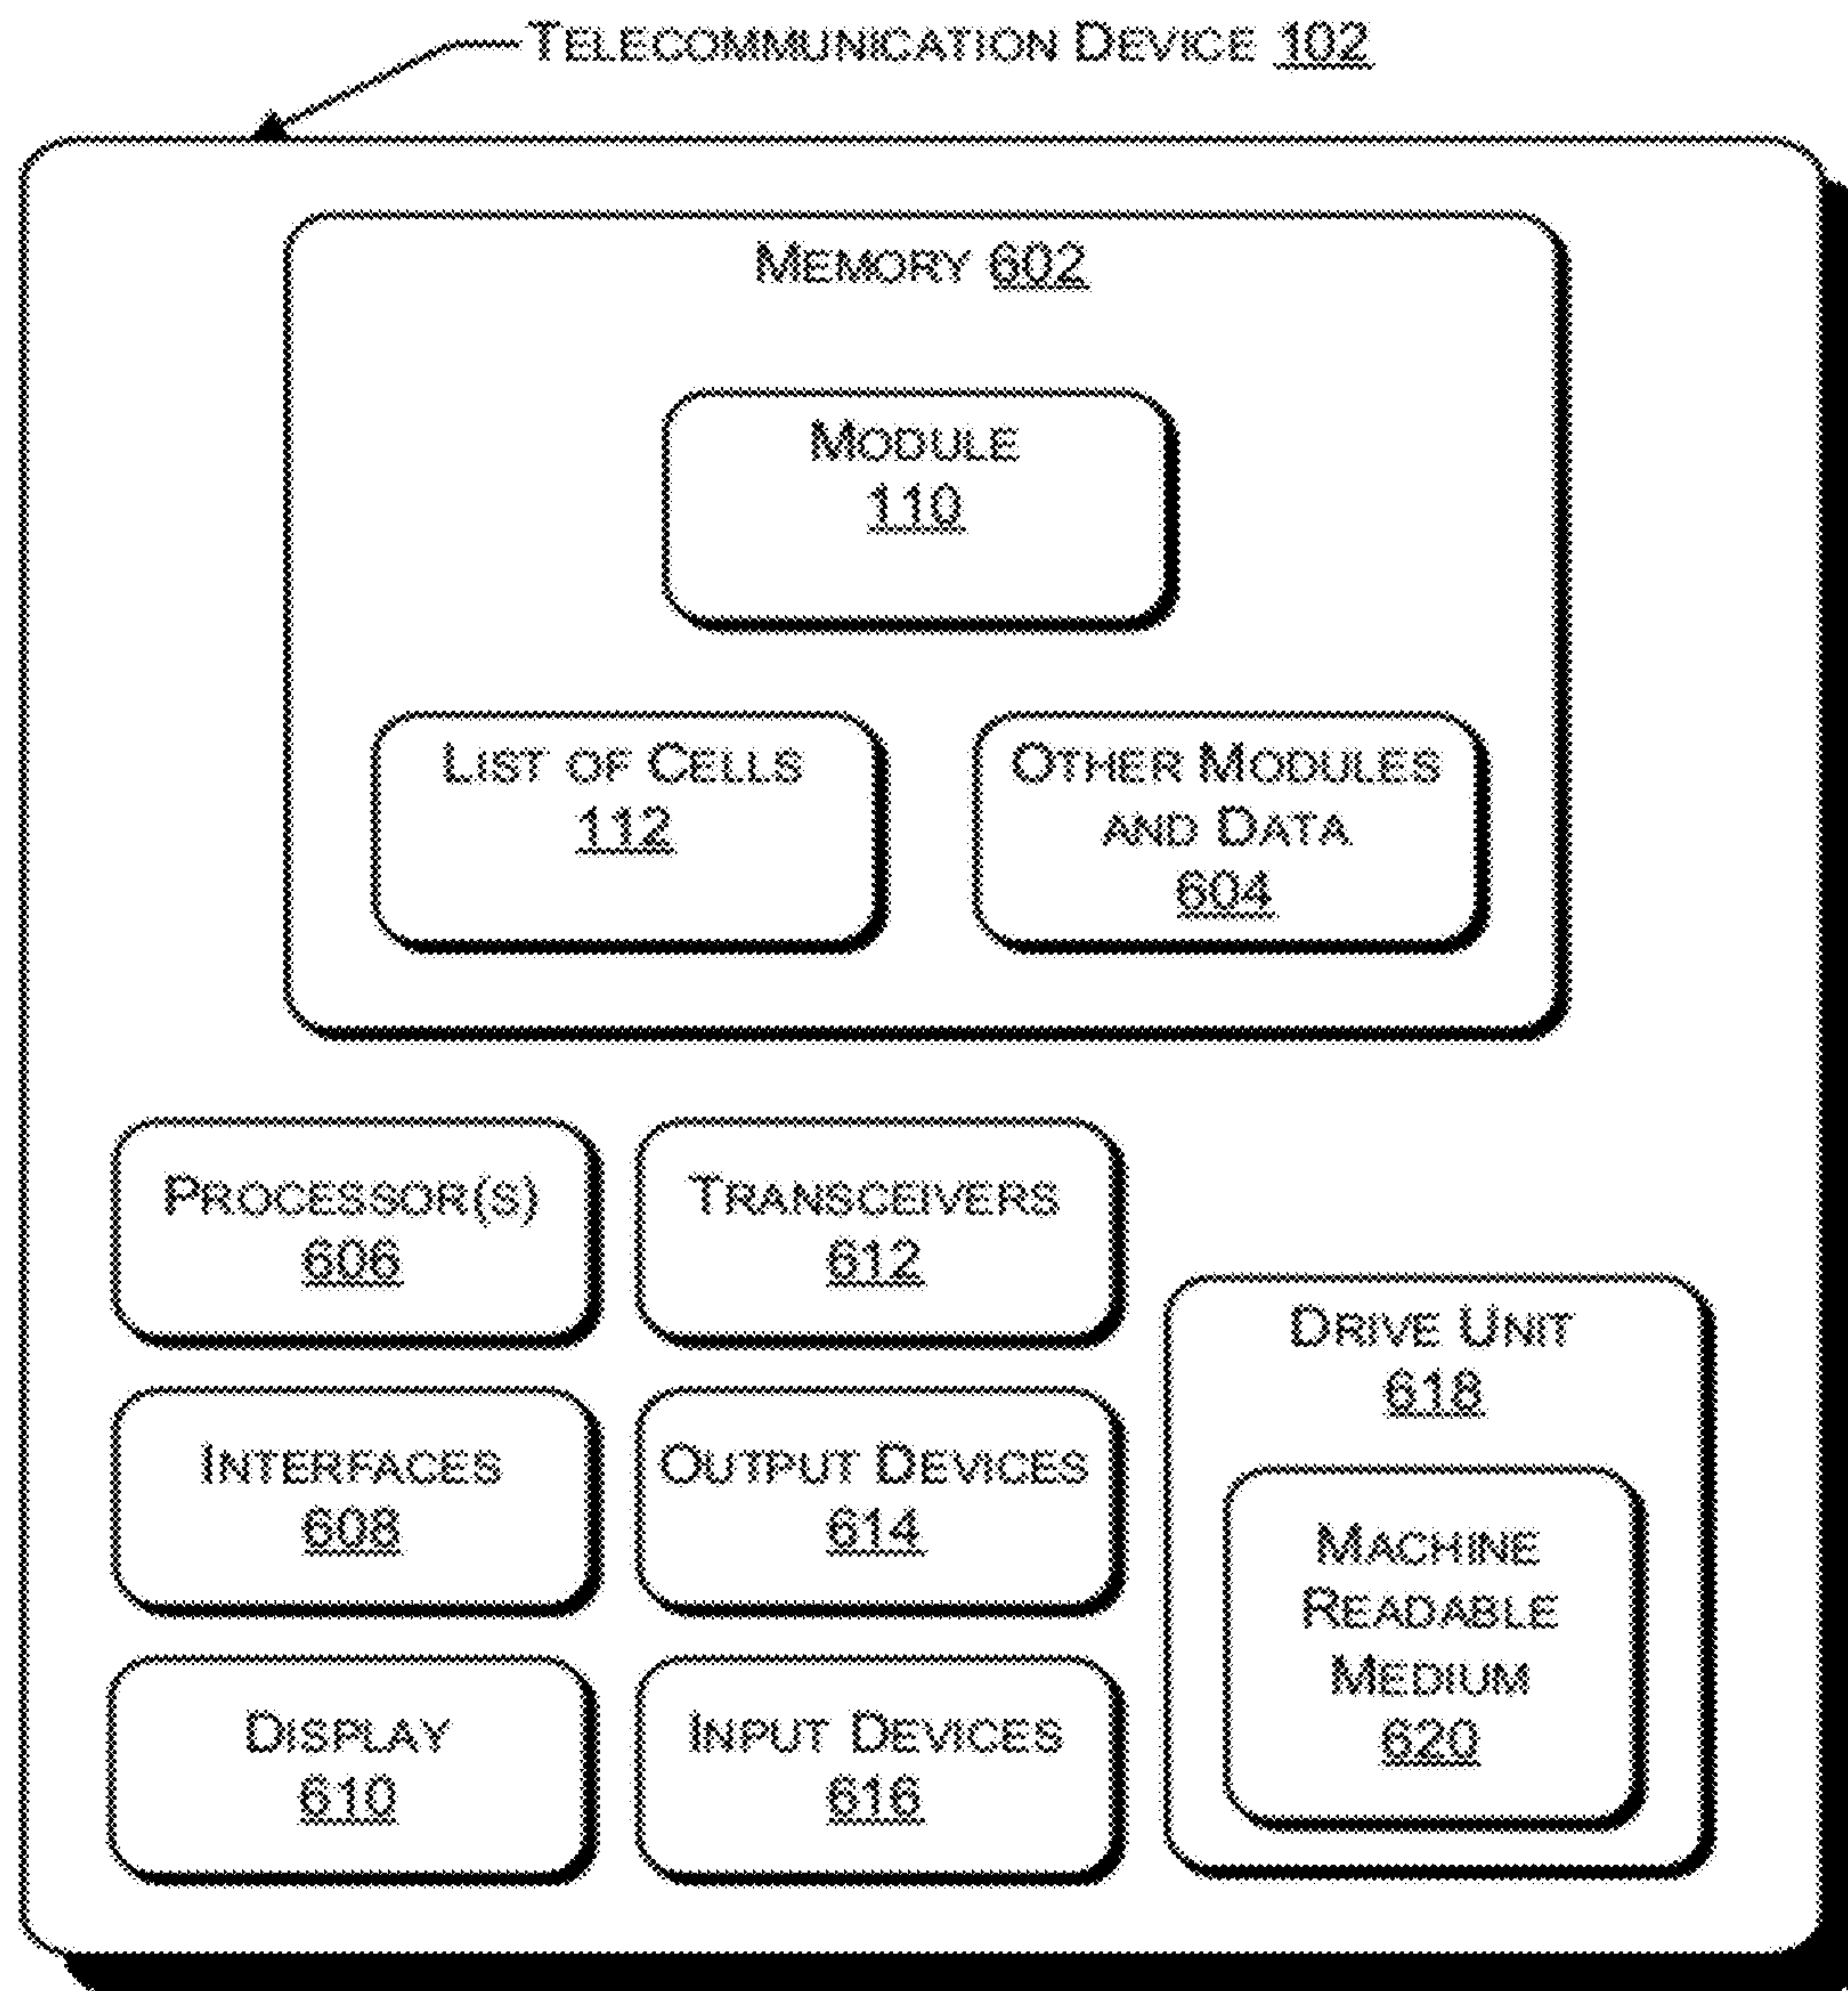 TELECOMMUNICATION DEVICE 102
MEMORY 602
MODULE
110
LIST OF CELLS
112
OTHER MODULES
AND DATA
604
PROCESSOR(S)
606
TRANSCEIVERS
612
INTERFACES
608
OUTPUT DEVICES
614
DISPLAY
610
INPUT DEVICES
616
DRIVE UNIT
618
MACHINE
READABLE
MEDIUM
620